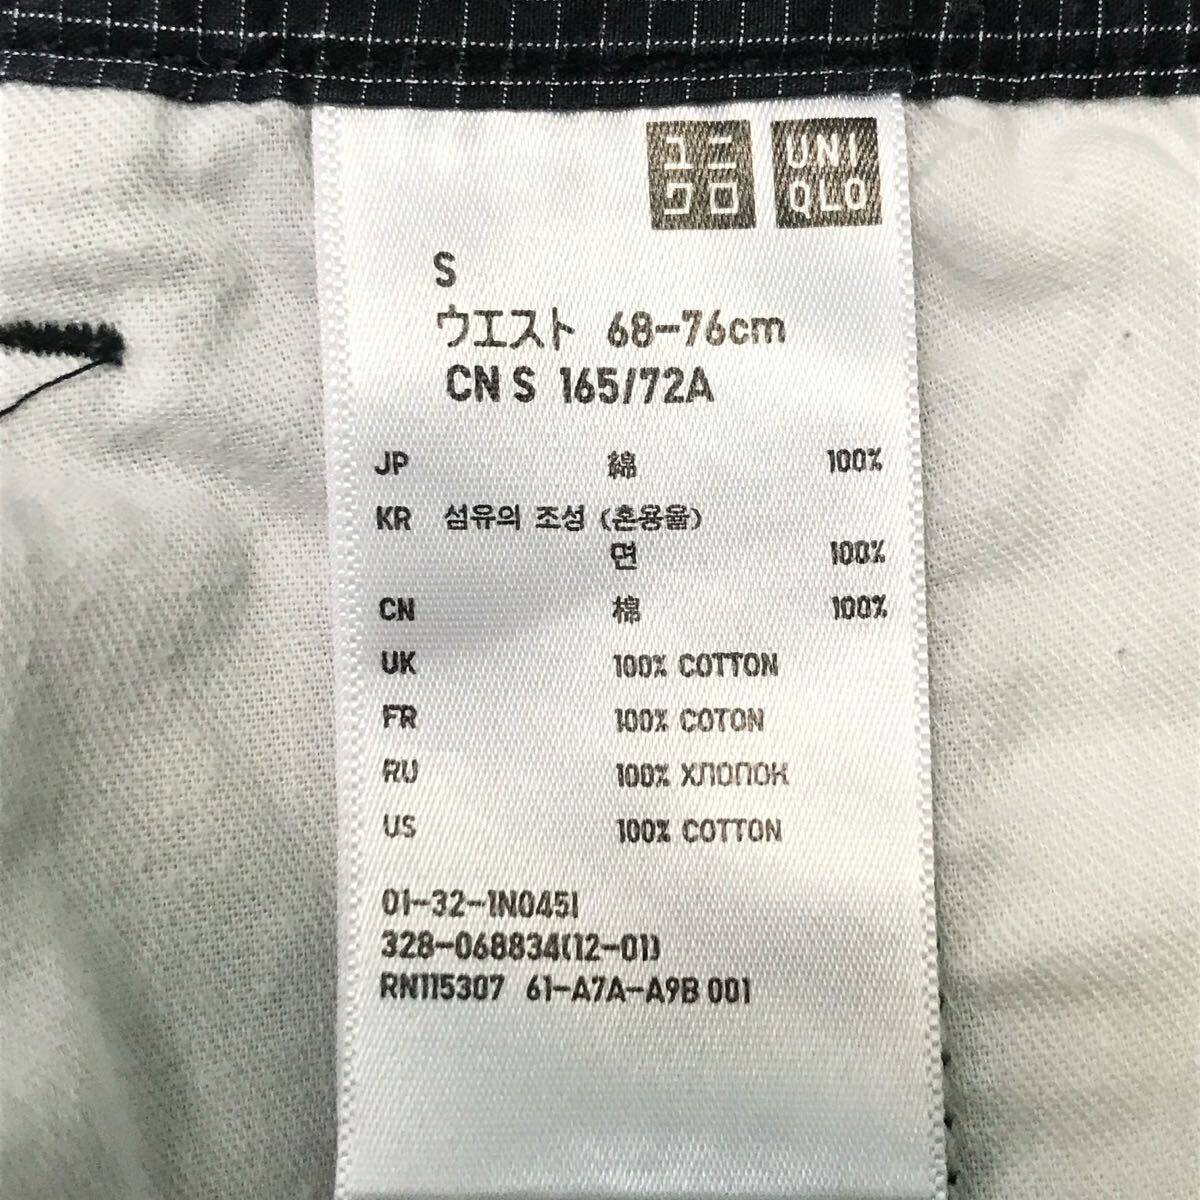 ユニ
クロ
UNI
QLO
S
ウエスト 68-76cm
CN S 165/72A
JP 綿 100%
KR 섬유의 조성 (혼용율)
면 100%
CN 棉 100%
UK 100% COTTON
FR 100% COTON
RU 100% ХЛОПОК
US 100% COTTON
01-32-1N045I
328-068834(12-01)
RN115307 61-A7A-A9B 001